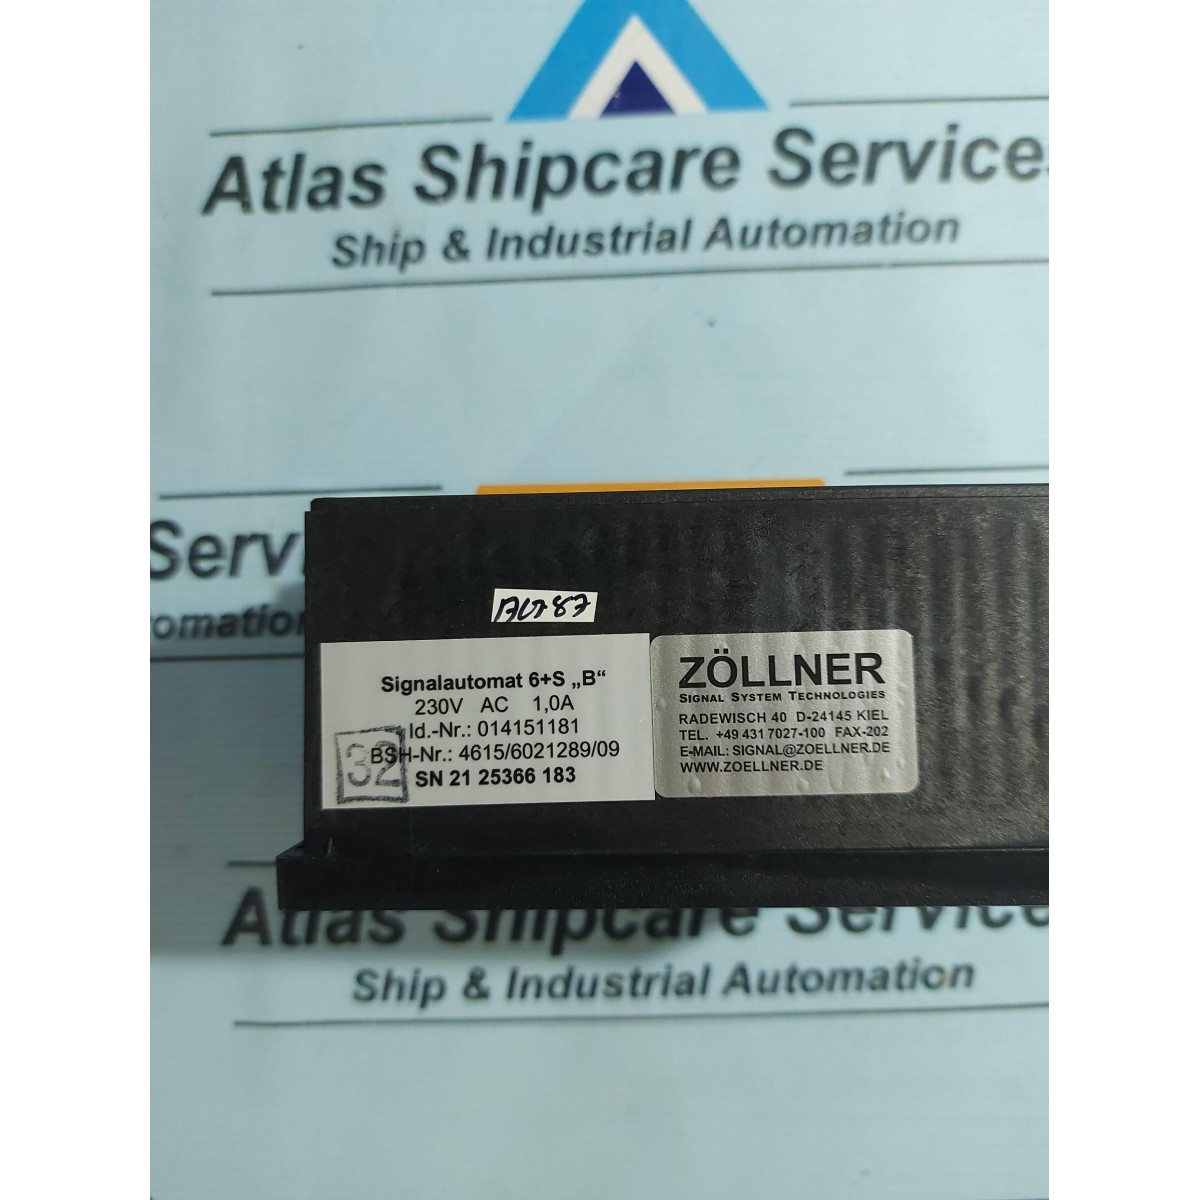 Atlas Shipcare Service
Ship & Industrial Automation
Serv
omation
Signalautomat 6+S „B“
230V AC 1,0A
Id.-Nr.: 014151181
BSH-Nr.: 4615/6021289/09
SN 21 25366 183
32
ZÖLLNER
SIGNAL SYSTEM TECHNOLOGIES
RADEWISCH 40 D-24145 KIEL
TEL. +49 431 7027-100 FAX-202
E-MAIL: SIGNAL@ZOELLNER.DE
WWW.ZOELLNER.DE
Atlas Shipcare Service
Ship & Industrial Automation